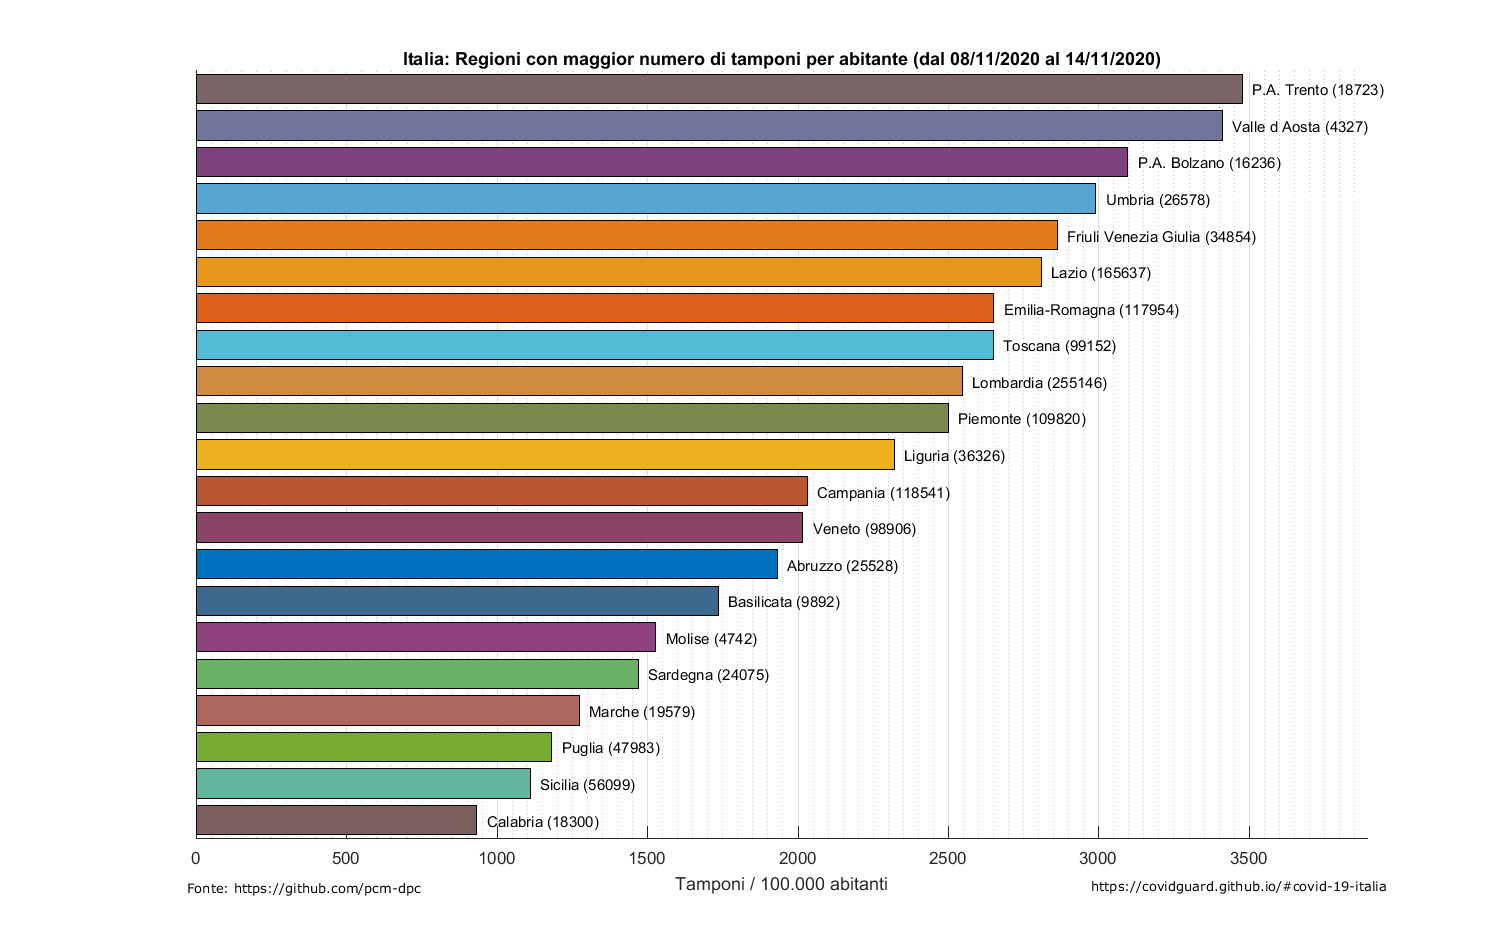 Italia: Regioni con maggior numero di tamponi per abitante (dal 08/11/2020 al 14/11/2020)
P.A. Trento (18723)
Valle d Aosta (4327)
P.A. Bolzano (16236)
Umbria (26578)
Friuli Venezia Giulia (34854)
Lazio (165637)
Emilia-Romagna (117954)
Toscana (99152)
Lombardia (255146)
Piemonte (109820)
Liguria (36326)
Campania (118541)
Veneto (98906)
Abruzzo (25528)
Basilicata (9892)
Molise (4742)
Sardegna (24075)
Marche (19579)
Puglia (47983)
Sicilia (56099)
Calabria (18300)
0 500 1000 1500 2000 2500 3000 3500
Tamponi / 100.000 abitanti
Fonte: https://github.com/pcm-dpc
https://covidguard.github.io/#covid-19-italia